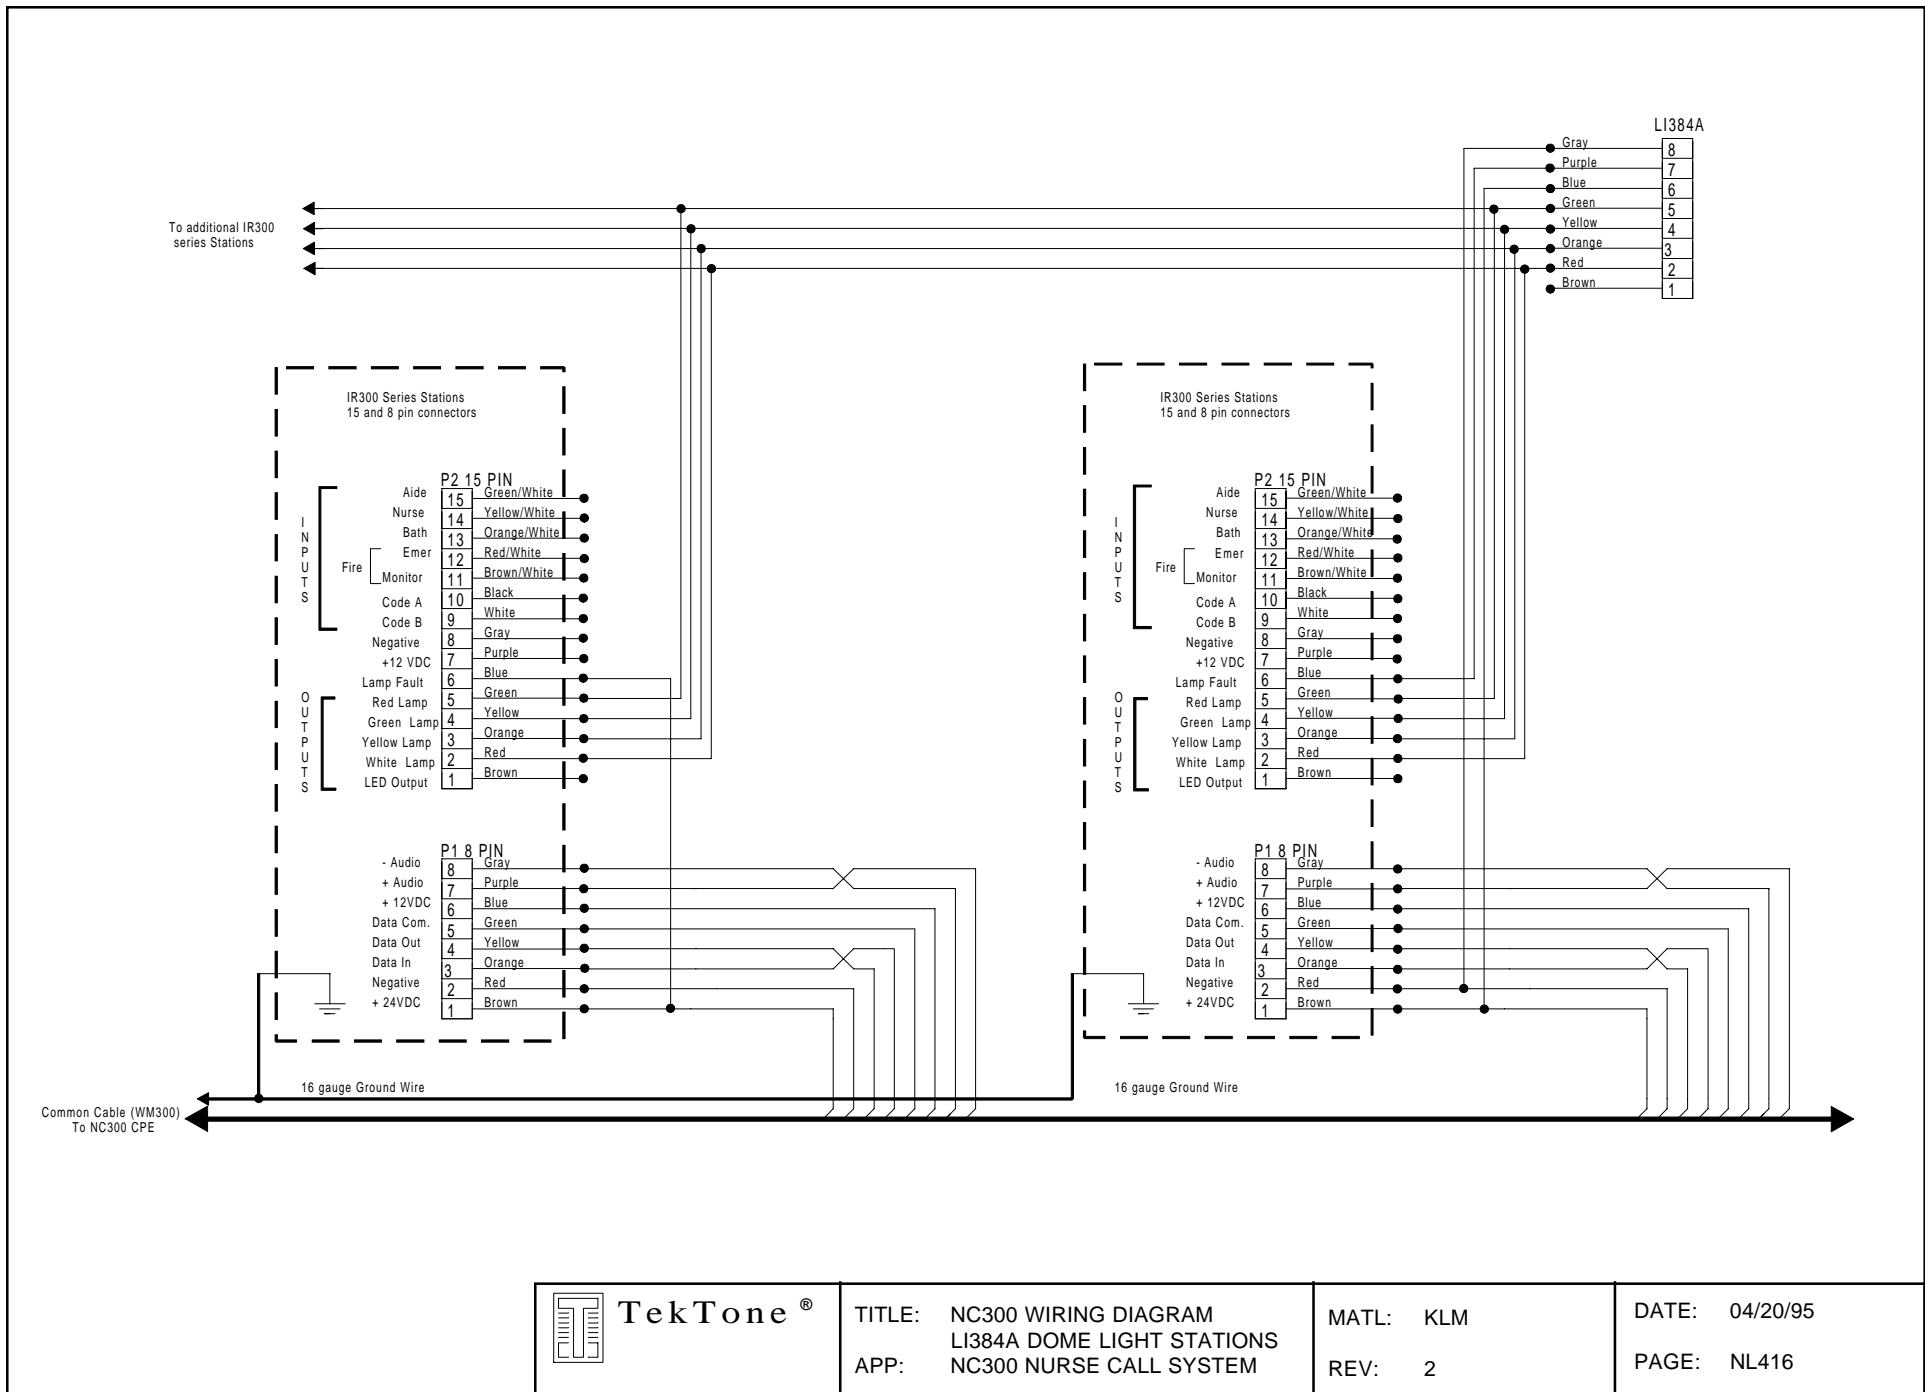 LI384A
Gray 8
Purple 7
Blue 6
Green 5
Yellow 4
Orange 3
Red 2
Brown 1
To additional IR300
series Stations
IR300 Series Stations
15 and 8 pin connectors
P2 15 PIN
INPUTS
Aide 15 Green/White
Nurse 14 Yellow/White
Bath 13 Orange/White
Fire
Emer 12 Red/White
Monitor 11 Brown/White
Code A 10 Black
Code B 9 White
Negative 8 Gray
+12 VDC 7 Purple
Lamp Fault 6 Blue
OUTPUTS
Red Lamp 5 Green
Green Lamp 4 Yellow
Yellow Lamp 3 Orange
White Lamp 2 Red
LED Output 1 Brown
P1 8 PIN
- Audio 8 Gray
+ Audio 7 Purple
+ 12VDC 6 Blue
Data Com. 5 Green
Data Out 4 Yellow
Data In 3 Orange
Negative 2 Red
+ 24VDC 1 Brown
16 gauge Ground Wire
IR300 Series Stations
15 and 8 pin connectors
P2 15 PIN
INPUTS
Aide 15 Green/White
Nurse 14 Yellow/White
Bath 13 Orange/White
Fire
Emer 12 Red/White
Monitor 11 Brown/White
Code A 10 Black
Code B 9 White
Negative 8 Gray
+12 VDC 7 Purple
Lamp Fault 6 Blue
OUTPUTS
Red Lamp 5 Green
Green Lamp 4 Yellow
Yellow Lamp 3 Orange
White Lamp 2 Red
LED Output 1 Brown
P1 8 PIN
- Audio 8 Gray
+ Audio 7 Purple
+ 12VDC 6 Blue
Data Com. 5 Green
Data Out 4 Yellow
Data In 3 Orange
Negative 2 Red
+ 24VDC 1 Brown
16 gauge Ground Wire
Common Cable (WM300)
To NC300 CPE
TekTone ®
TITLE: NC300 WIRING DIAGRAM
LI384A DOME LIGHT STATIONS
APP: NC300 NURSE CALL SYSTEM
MATL: KLM
REV: 2
DATE: 04/20/95
PAGE: NL416